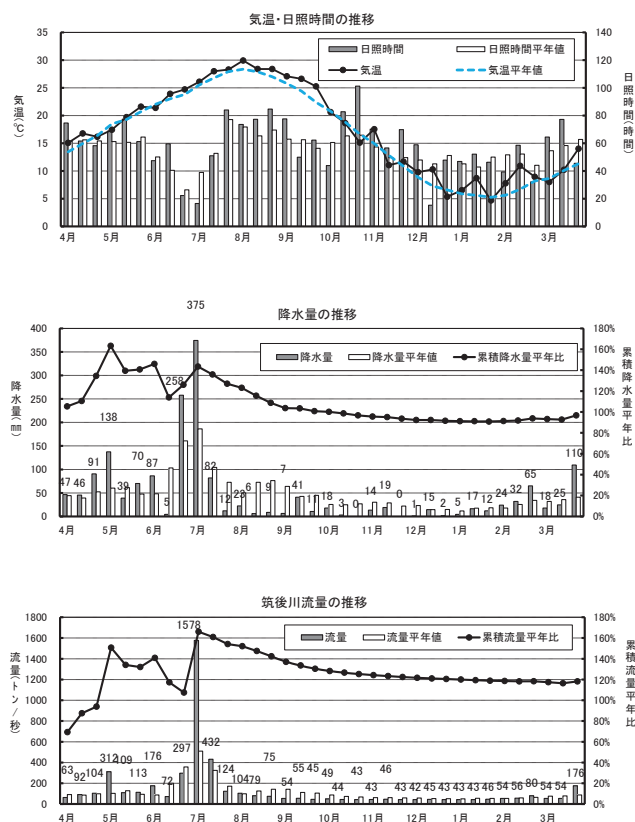 気温・日照時間の推移
35 30 25 20 15 10 5 0
気温(℃)
日照時間 日照時間平年値
気温 気温平年値
140 120 100 80 60 40 20 0
日照時間(時間)
4月 5月 6月 7月 8月 9月 10月 11月 12月 1月 2月 3月
降水量の推移
400 350 300 250 200 150 100 50 0
降水量(㎜)
降水量 降水量平年値 累積降水量平年比
180% 160% 140% 120% 100% 80% 60% 40% 20% 0%
累積降水量平年比
47 46 91 138 39 70 87 5 258 375 82 12 23 6 9 7 41 11 18 3 0 14 19 0 1 15 2 5 17 12 24 32 65 18 25 110
4月 5月 6月 7月 8月 9月 10月 11月 12月 1月 2月 3月
筑後川流量の推移
1800 1600 1400 1200 1000 800 600 400 200 0
流量(トン/秒)
流量 流量平年値 累積流量平年比
180% 160% 140% 120% 100% 80% 60% 40% 20% 0%
累積流量平年比
63 92 104 312 109 113 176 72 297 1578 432 124 104 79 75 54 55 45 49 44 43 43 46 43 42 45 43 43 43 46 54 56 80 54 54 176
4月 5月 6月 7月 8月 9月 10月 11月 12月 1月 2月 3月